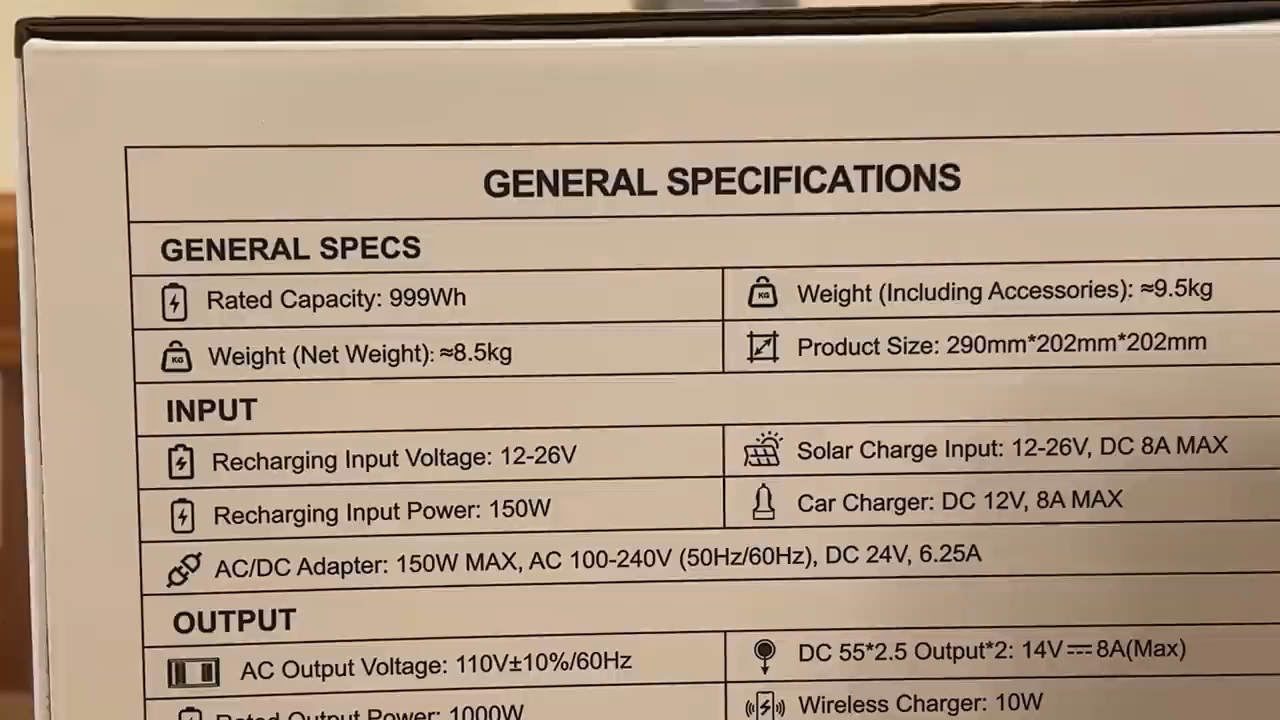 GENERAL SPECIFICATIONS
GENERAL SPECS
Rated Capacity: 999Wh
Weight (Including Accessories): ≈9.5kg
Weight (Net Weight): ≈8.5kg
Product Size: 290mm*202mm*202mm
INPUT
Recharging Input Voltage: 12-26V
Solar Charge Input: 12-26V, DC 8A MAX
Recharging Input Power: 150W
Car Charger: DC 12V, 8A MAX
AC/DC Adapter: 150W MAX, AC 100-240V (50Hz/60Hz), DC 24V, 6.25A
OUTPUT
AC Output Voltage: 110V±10%/60Hz
DC 55*2.5 Output*2: 14V⎓8A(Max)
Rated Output Power: 1000W
Wireless Charger: 10W